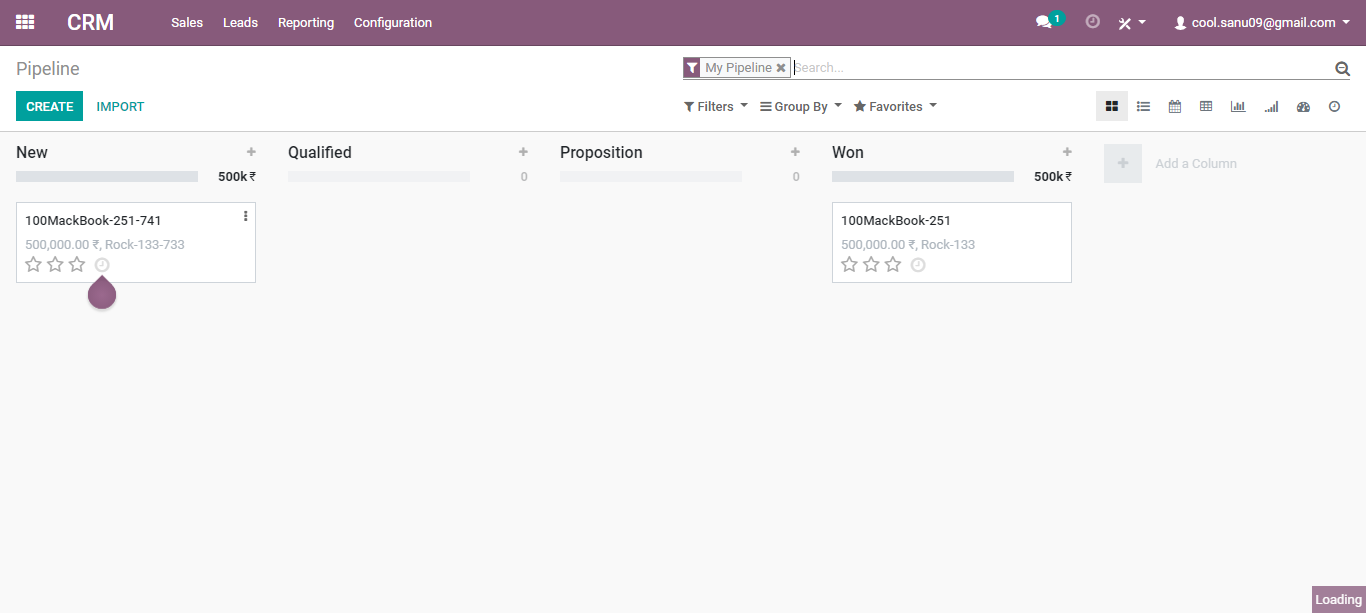 CRM Sales Leads Reporting Configuration 1 cool.sanu09@gmail.com
Pipeline My Pipeline Search...
CREATE IMPORT Filters Group By Favorites
New Qualified Proposition Won Add a Column
500k₹ 0 0 500k₹
100MackBook-251-741 100MackBook-251
500,000.00 ₹, Rock-133-733 500,000.00 ₹, Rock-133
Loading